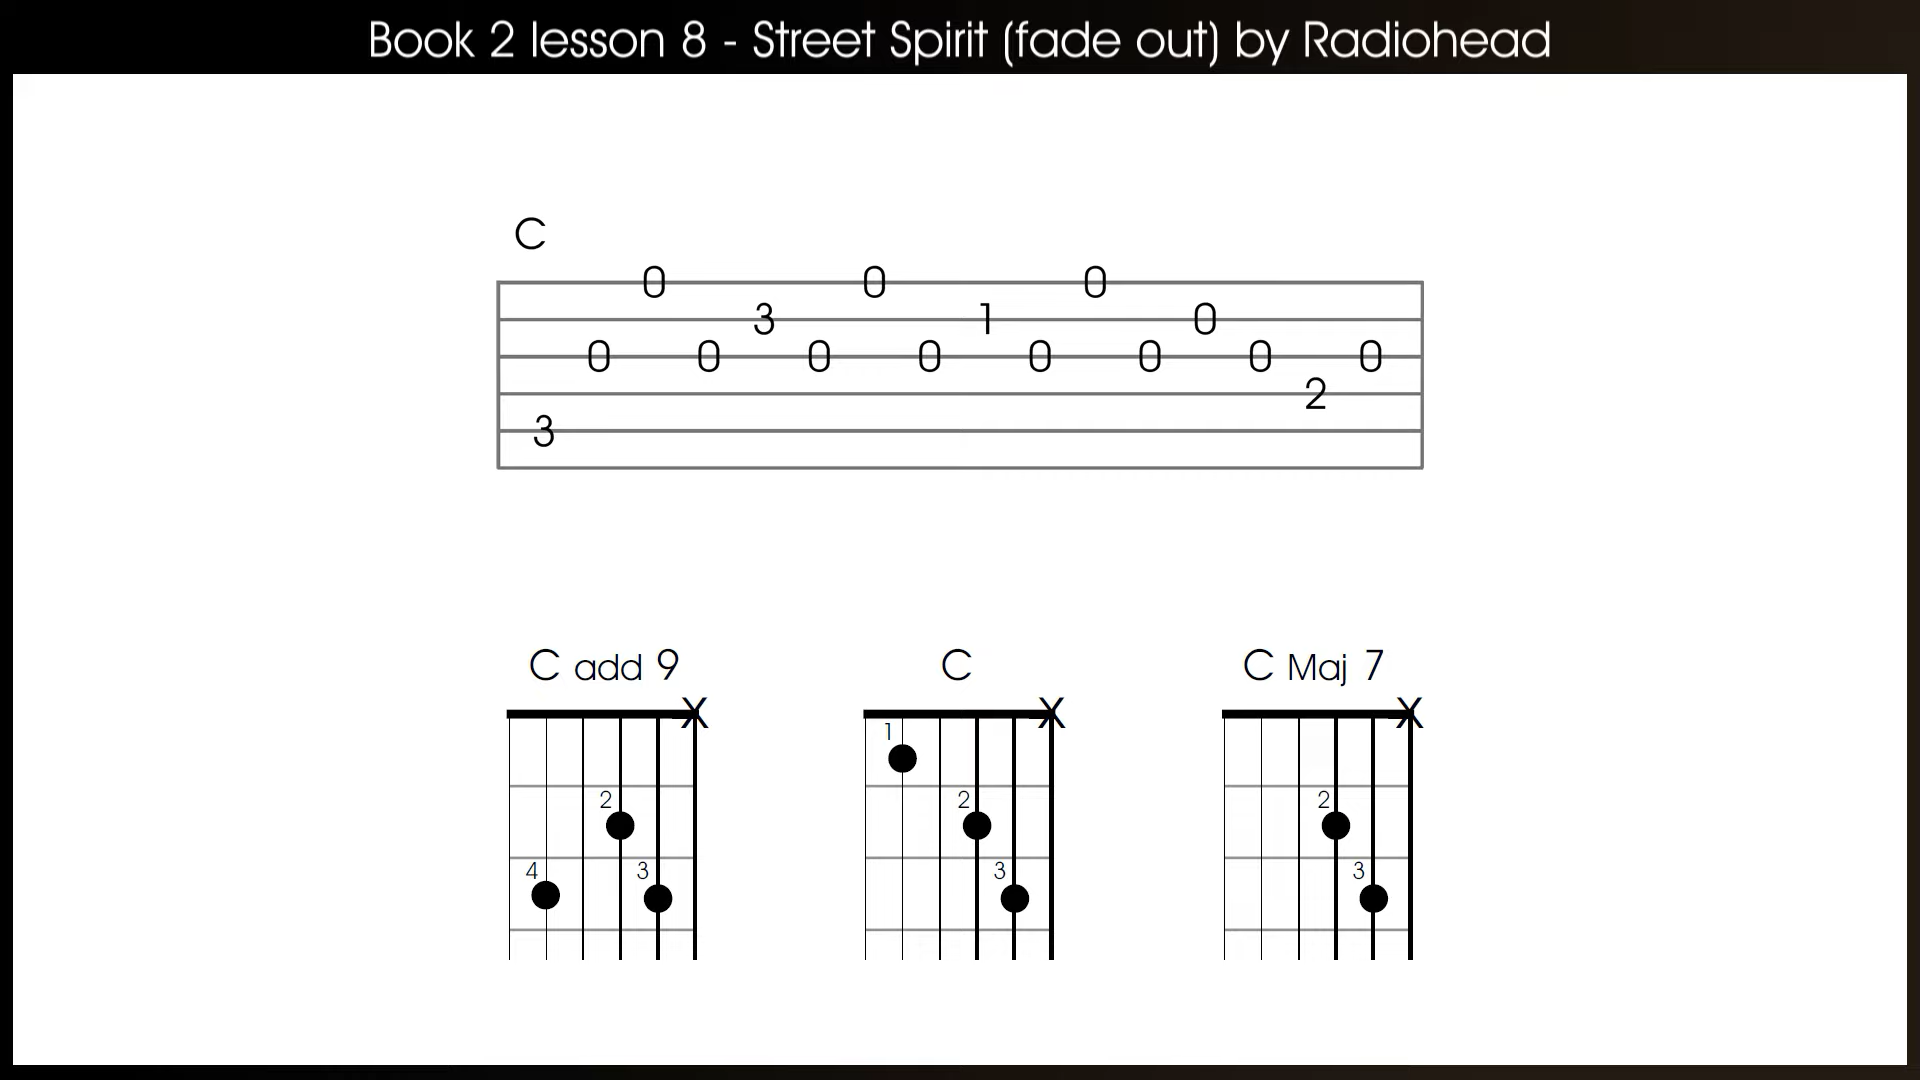 Book 2 lesson 8 - Street Spirit (fade out) by Radiohead
C
0 0 0
3 1 0
0 0 0 0 0 0 0 0
2
3
C add 9 C C Maj 7
X X X
1
2 2 2
4 3 3 3